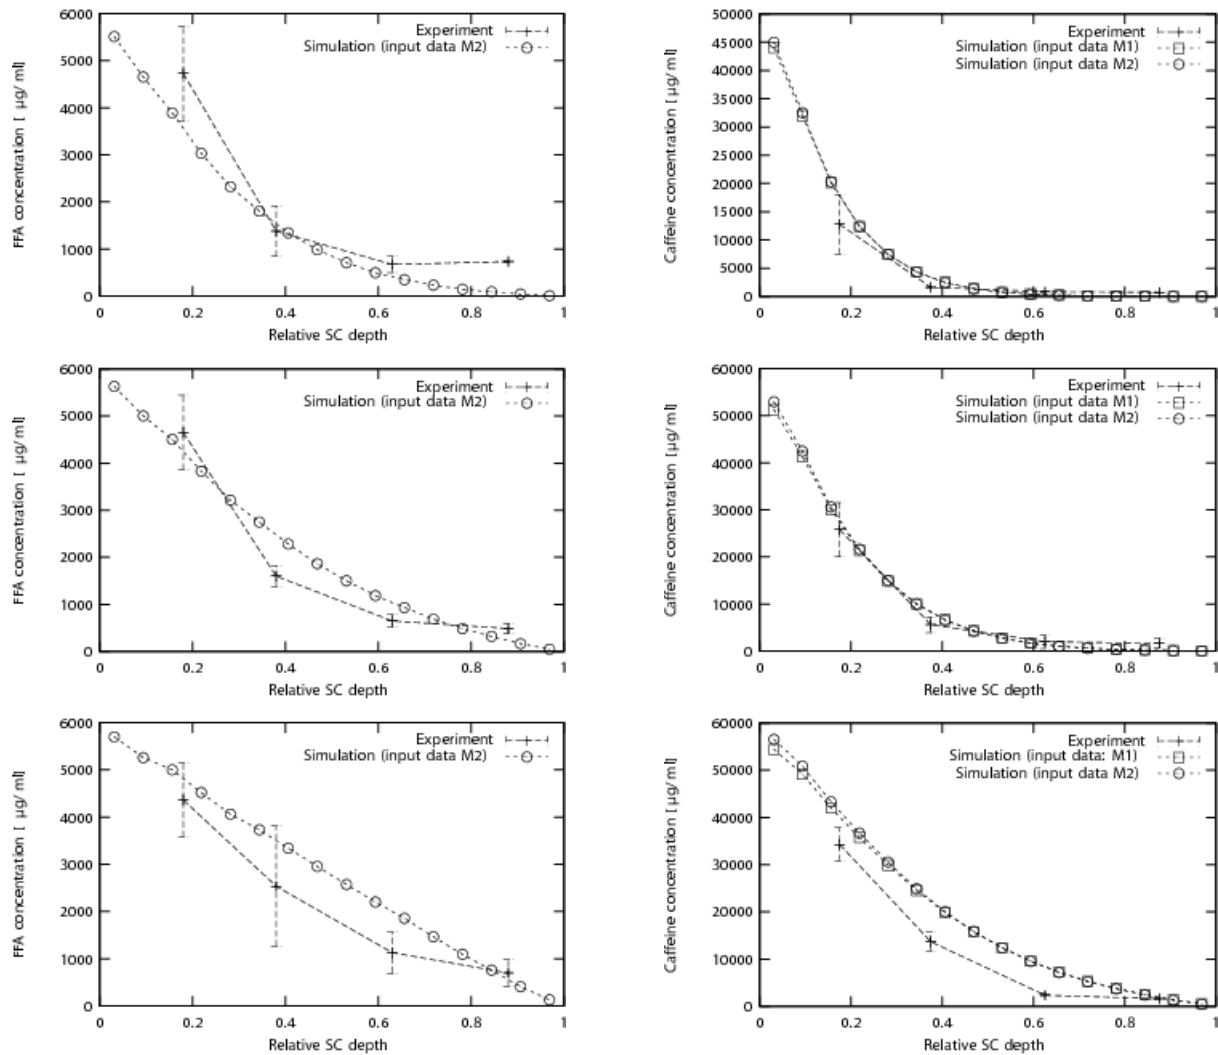 6000
5000
4000
3000
2000
1000
0
FFA concentration [ µg/ ml]
0 0.2 0.4 0.6 0.8 1
Relative SC depth
Experiment
Simulation (input data M2)
50000
45000
40000
35000
30000
25000
20000
15000
10000
5000
0
Caffeine concentration [ µg/ ml]
0 0.2 0.4 0.6 0.8 1
Relative SC depth
Experiment
Simulation (input data M1)
Simulation (input data M2)
6000
5000
4000
3000
2000
1000
0
FFA concentration [ µg/ ml]
0 0.2 0.4 0.6 0.8 1
Relative SC depth
Experiment
Simulation (input data M2)
60000
50000
40000
30000
20000
10000
0
Caffeine concentration [ µg/ ml]
0 0.2 0.4 0.6 0.8 1
Relative SC depth
Experiment
Simulation (input data M1)
Simulation (input data M2)
6000
5000
4000
3000
2000
1000
0
FFA concentration [ µg/ ml]
0 0.2 0.4 0.6 0.8 1
Relative SC depth
Experiment
Simulation (input data M2)
60000
50000
40000
30000
20000
10000
0
Caffeine concentration [ µg/ ml]
0 0.2 0.4 0.6 0.8 1
Relative SC depth
Experiment
Simulation (input data: M1)
Simulation (input data M2)